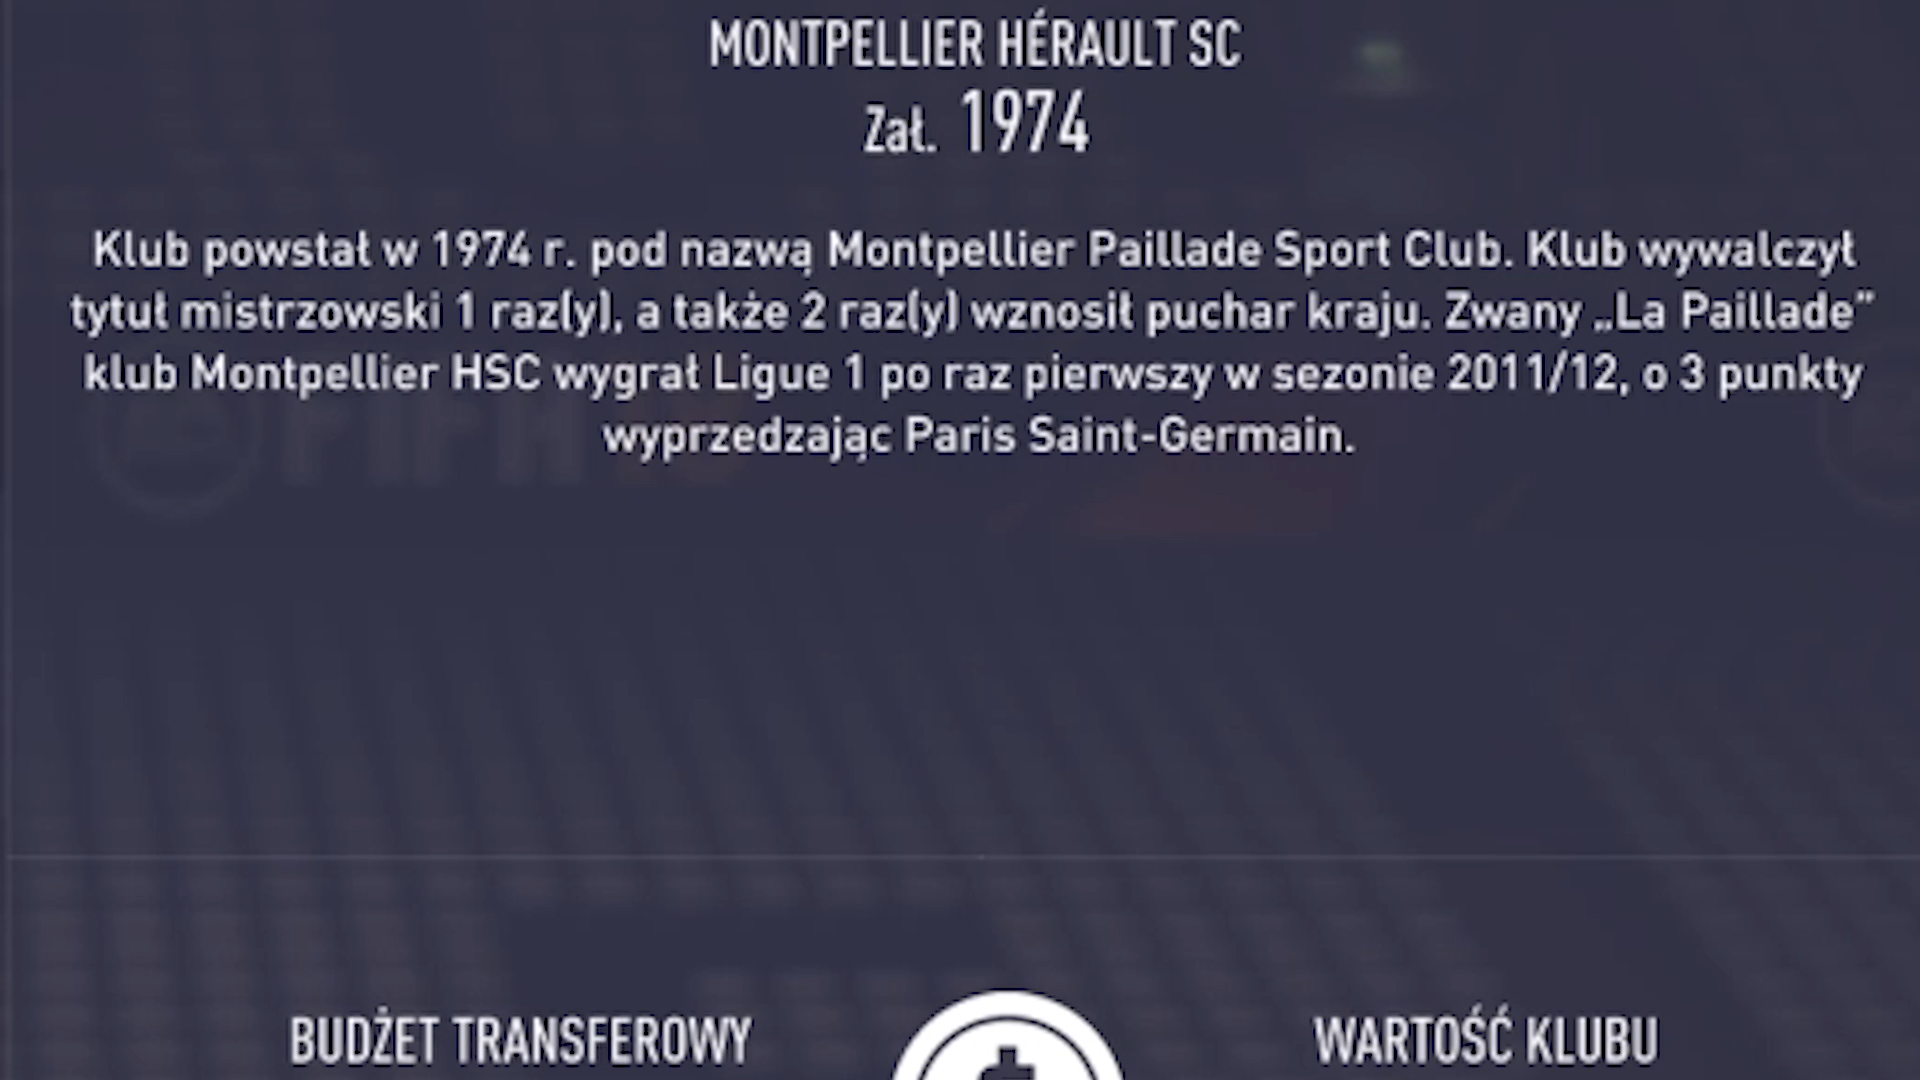 MONTPELLIER HÉRAULT SC
Zał. 1974
Klub powstał w 1974 r. pod nazwą Montpellier Paillade Sport Club. Klub wywalczył
tytuł mistrzowski 1 raz(y), a także 2 raz(y) wznosił puchar kraju. Zwany „La Paillade”
klub Montpellier HSC wygrał Ligue 1 po raz pierwszy w sezonie 2011/12, o 3 punkty
wyprzedzając Paris Saint-Germain.
BUDŻET TRANSFEROWY
WARTOŚĆ KLUBU